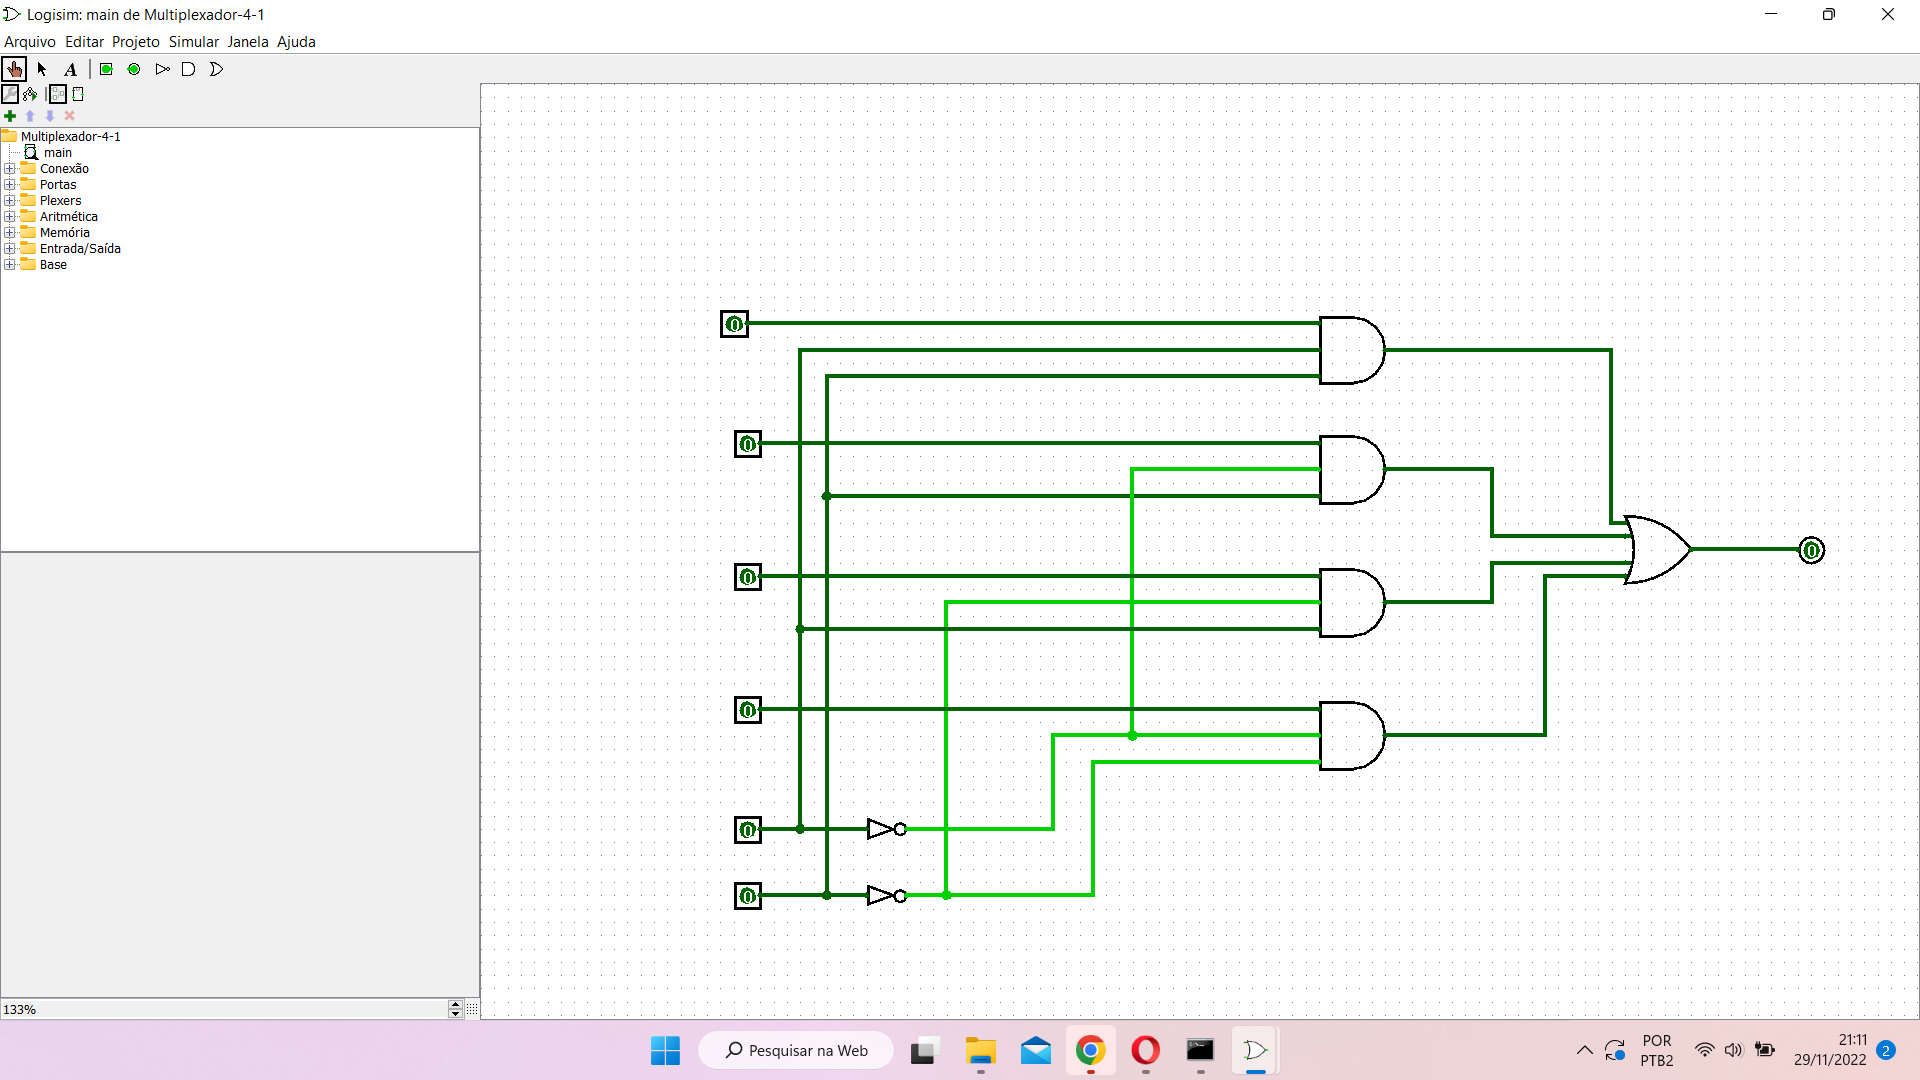 Logisim: main de Multiplexador-4-1
Arquivo Editar Projeto Simular Janela Ajuda
A
Multiplexador-4-1
main
Conexão
Portas
Plexers
Aritmética
Memória
Entrada/Saída
Base
0
0
0
0
0
0
0
133%
Pesquisar na Web
POR
PTB2
21:11
29/11/2022
2